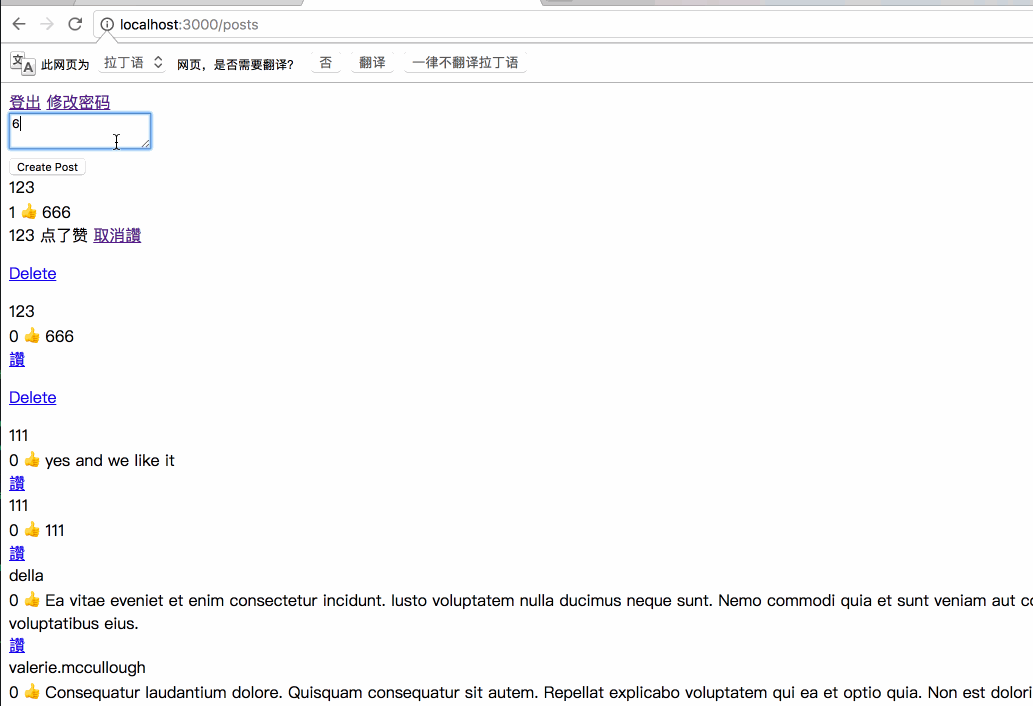 localhost:3000/posts
文A 此网页为 拉丁语 网页，是否需要翻译? 否 翻译 一律不翻译拉丁语
登出 修改密码
6
Create Post
123
1 👍 666
123 点了赞 取消讚
Delete
123
0 👍 666
讚
Delete
111
0 👍 yes and we like it
讚
111
0 👍 111
讚
della
0 👍 Ea vitae eveniet et enim consectetur incidunt. Iusto voluptatem nulla ducimus neque sunt. Nemo commodi quia et sunt veniam aut
voluptatibus eius.
讚
valerie.mccullough
0 👍 Consequatur laudantium dolore. Quisquam consequatur sit autem. Repellat explicabo voluptatem qui ea et optio quia. Non est